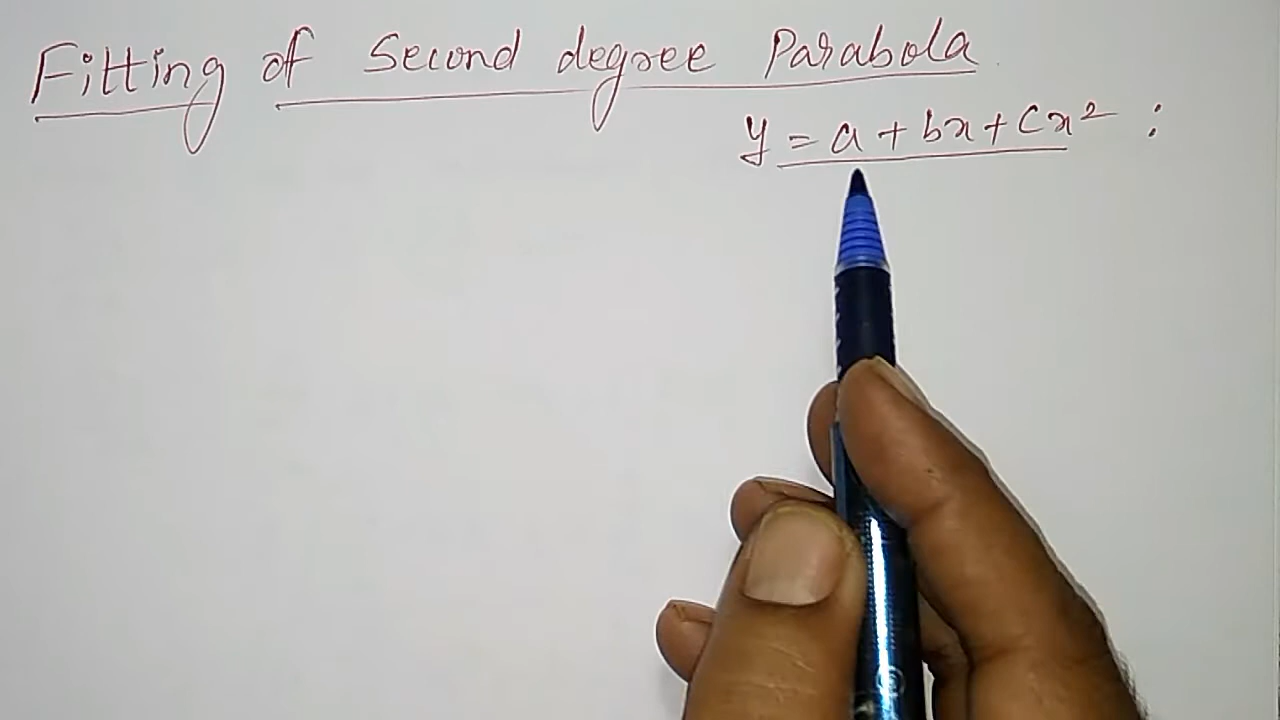 Fitting of Second degree Parabola
y = a + bx + Cx² :